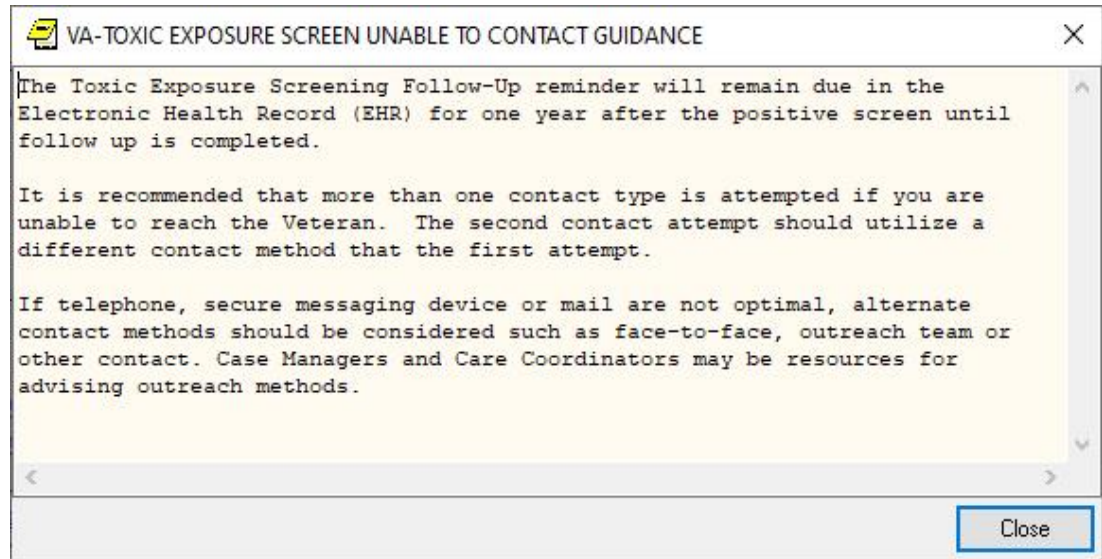 VA-TOXIC EXPOSURE SCREEN UNABLE TO CONTACT GUIDANCE
The Toxic Exposure Screening Follow-Up reminder will remain due in the
Electronic Health Record (EHR) for one year after the positive screen until
follow up is completed.
It is recommended that more than one contact type is attempted if you are
unable to reach the Veteran.  The second contact attempt should utilize a
different contact method that the first attempt.
If telephone, secure messaging device or mail are not optimal, alternate
contact methods should be considered such as face-to-face, outreach team or
other contact. Case Managers and Care Coordinators may be resources for
advising outreach methods.
Close